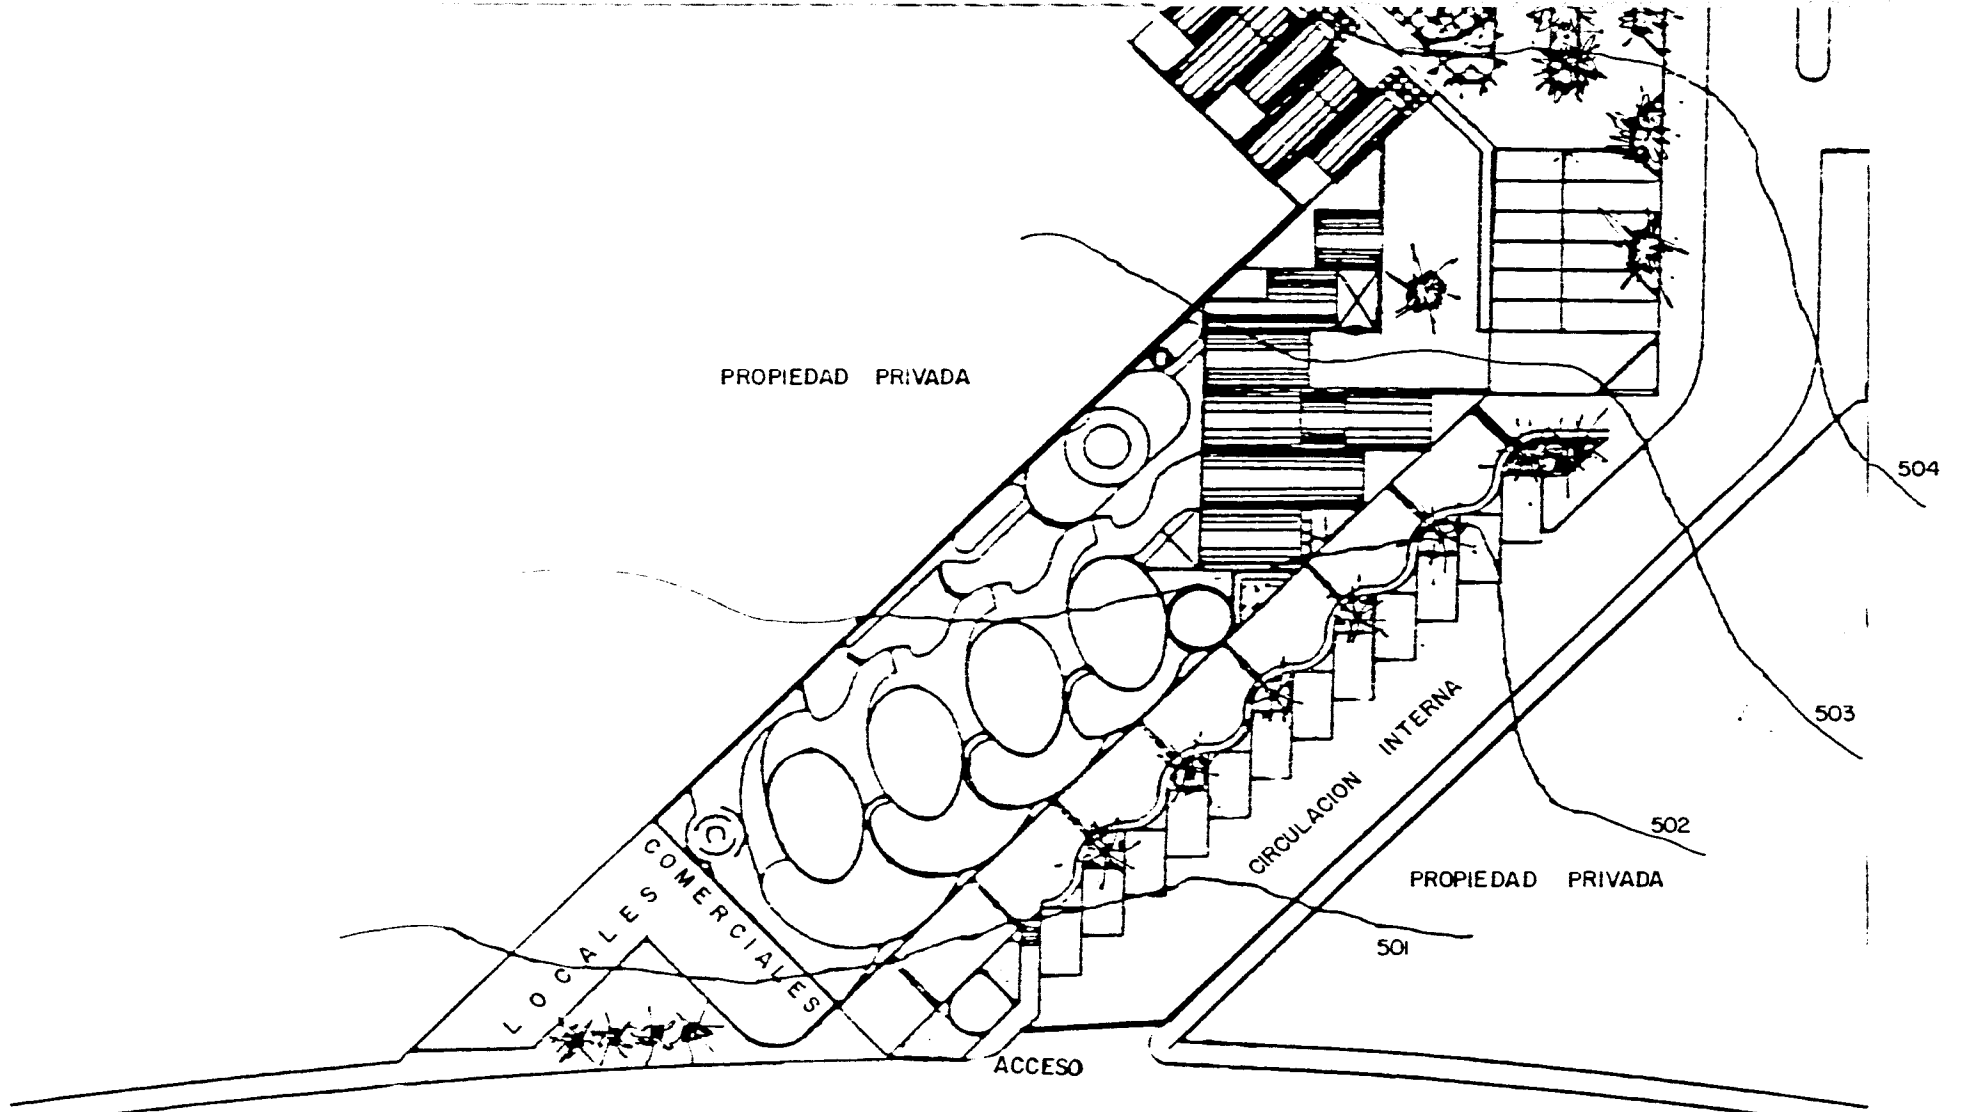 PROPIEDAD PRIVADA
504
503
CIRCULACION INTERNA
502
PROPIEDAD PRIVADA
501
LOCALES
COMERCIALES
ACCESO